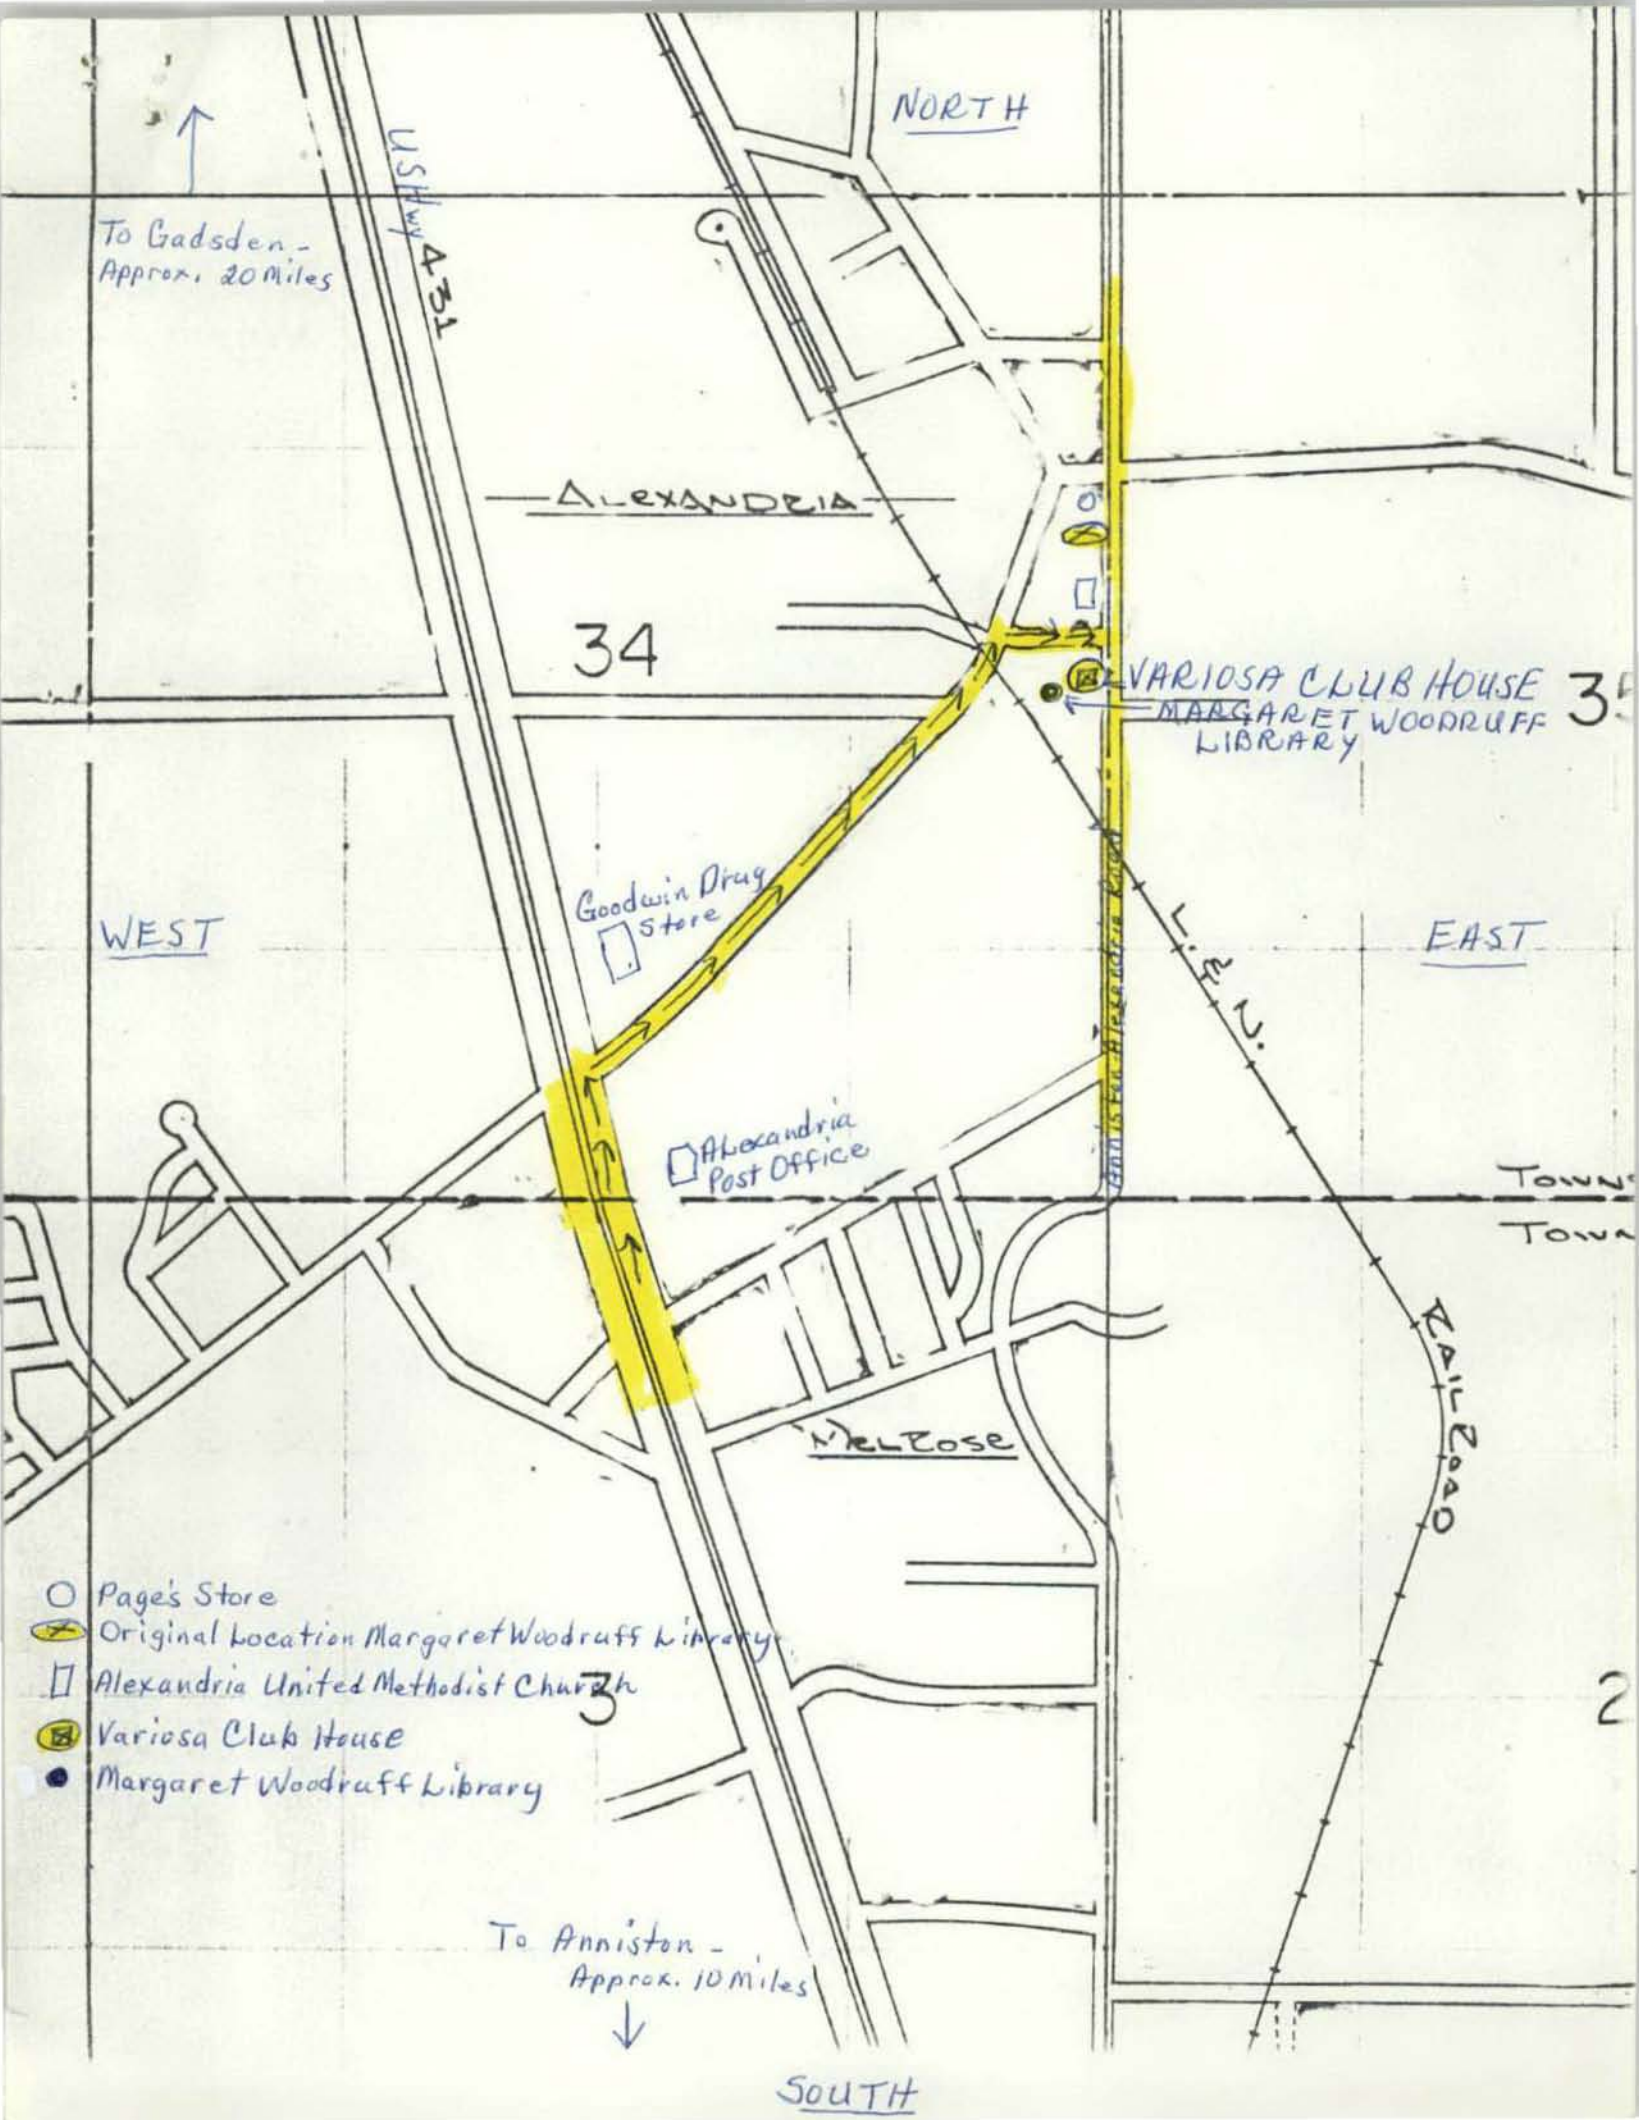 NORTH
US Hwy 431
To Gadsden -
Approx. 20 Miles
ALEXANDRIA
34
VARIOSA CLUB HOUSE
MARGARET WOODRUFF
LIBRARY
3
Goodwin Drug
Store
WEST
EAST
Anniston-Alexandria Road
L. & N.
RAILROAD
Alexandria
Post Office
TOWNS
TOWN
MELROSE
Page's Store
Original Location Margaret Woodruff Library
Alexandria United Methodist Church
3
2
Variosa Club House
Margaret Woodruff Library
To Anniston -
Approx. 10 Miles
SOUTH